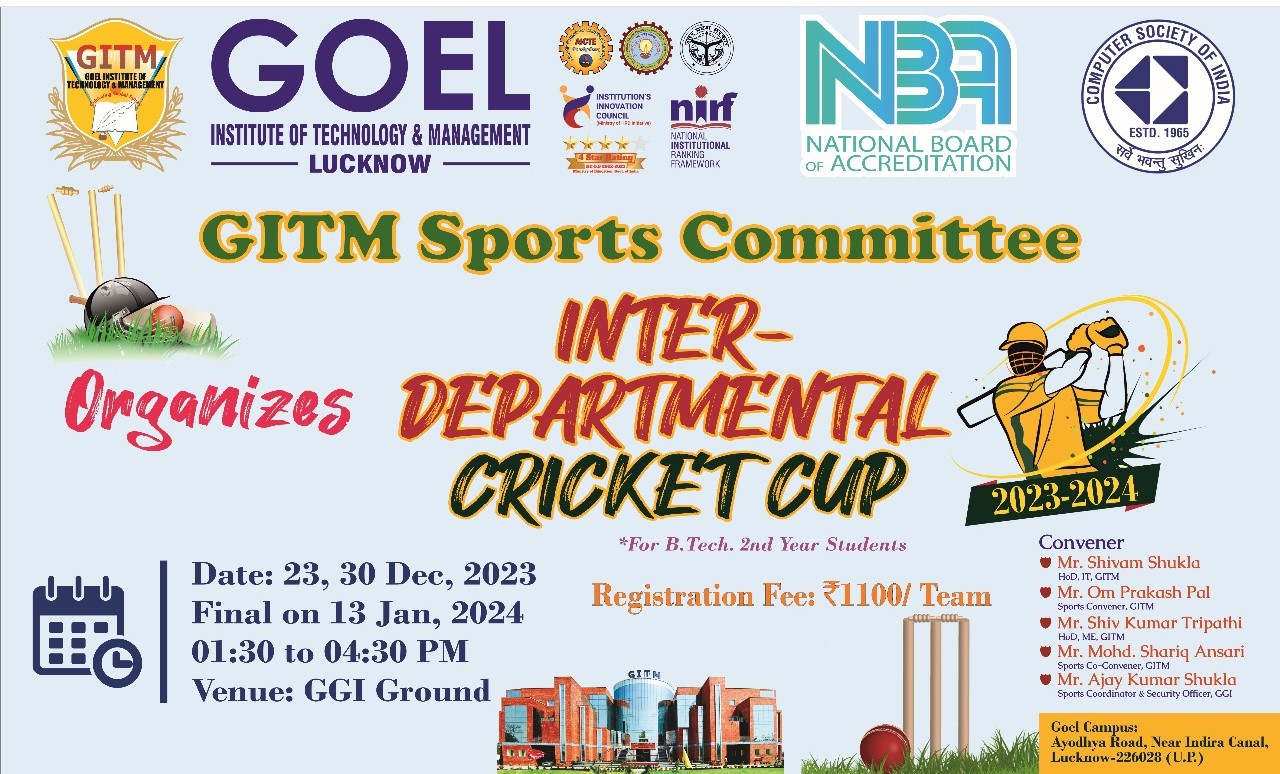 GITM
GOEL INSTITUTE OF
TECHNOLOGY & MANAGEMENT
GOEL
INSTITUTE OF TECHNOLOGY & MANAGEMENT
LUCKNOW
AICTE
INSTITUTION'S
INNOVATION
COUNCIL
4 Star Rating
nirf
NATIONAL
INSTITUTIONAL
RANKING
FRAMEWORK
NBA
NATIONAL BOARD
OF ACCREDITATION
COMPUTER SOCIETY OF INDIA
ESTD. 1965
सर्वे भवन्तु सुखिनः
GITM Sports Committee
Organizes
INTER-
DEPARTMENTAL
CRICKET CUP
2023-2024
*For B.Tech. 2nd Year Students
Date: 23, 30 Dec, 2023
Final on 13 Jan, 2024
01:30 to 04:30 PM
Venue: GGI Ground
Registration Fee: ₹1100/ Team
GITM
Convener
Mr. Shivam Shukla
HoD, IT, GITM
Mr. Om Prakash Pal
Sports Convener, GITM
Mr. Shiv Kumar Tripathi
HoD, ME, GITM
Mr. Mohd. Shariq Ansari
Sports Co-Convener, GITM
Mr. Ajay Kumar Shukla
Sports Coordinator & Security Officer, GGI
Goel Campus:
Ayodhya Road, Near Indira Canal,
Lucknow-226028 (U.P.)